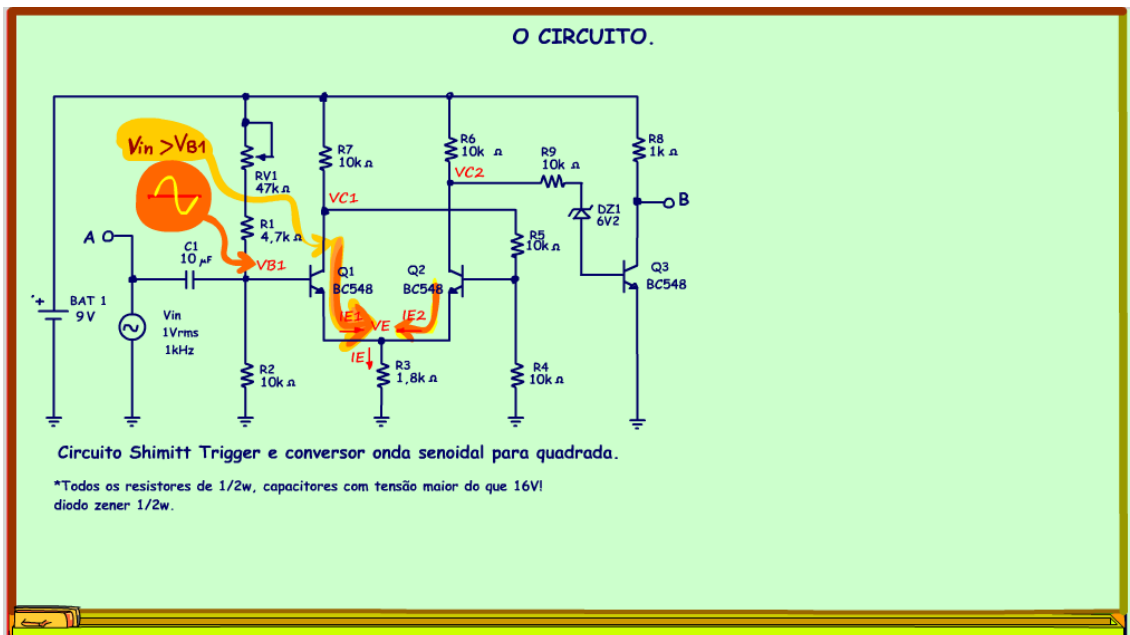 O CIRCUITO.
Vin >VB1
R7
10k Ω
R6
10k Ω
R9
10k Ω
R8
1k Ω
RV1
47k Ω
VC1
VC2
B
DZ1
6V2
A
R1
4,7k Ω
R5
10k Ω
C1
10 µF
VB1
Q1
BC548
Q2
BC548
Q3
BC548
+
BAT 1
9V
Vin
1Vrms
1kHz
IE1
VE
IE2
IE
R2
10k Ω
R3
1,8k Ω
R4
10k Ω
Circuito Shimitt Trigger e conversor onda senoidal para quadrada.
*Todos os resistores de 1/2w, capacitores com tensão maior do que 16V!
diodo zener 1/2w.